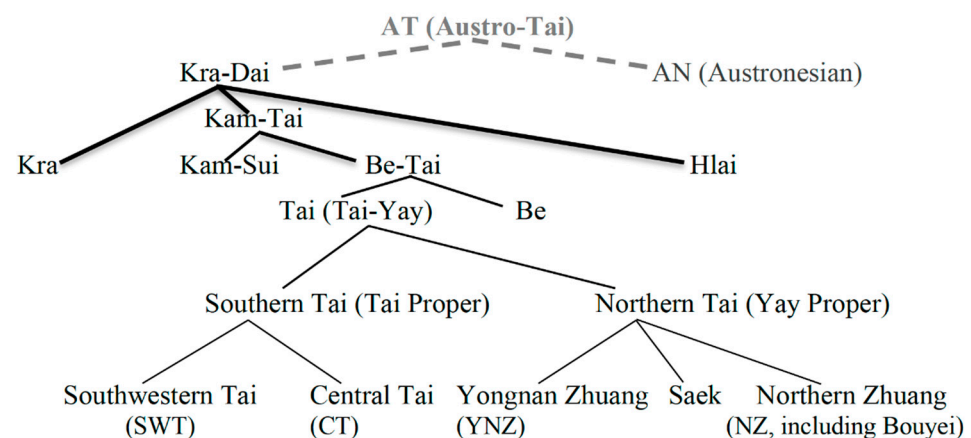 AT (Austro-Tai)
Kra-Dai
AN (Austronesian)
Kam-Tai
Kra
Kam-Sui
Be-Tai
Hlai
Tai (Tai-Yay)
Be
Southern Tai (Tai Proper)
Northern Tai (Yay Proper)
Southwestern Tai
(SWT)
Central Tai
(CT)
Yongnan Zhuang
(YNZ)
Saek
Northern Zhuang
(NZ, including Bouyei)